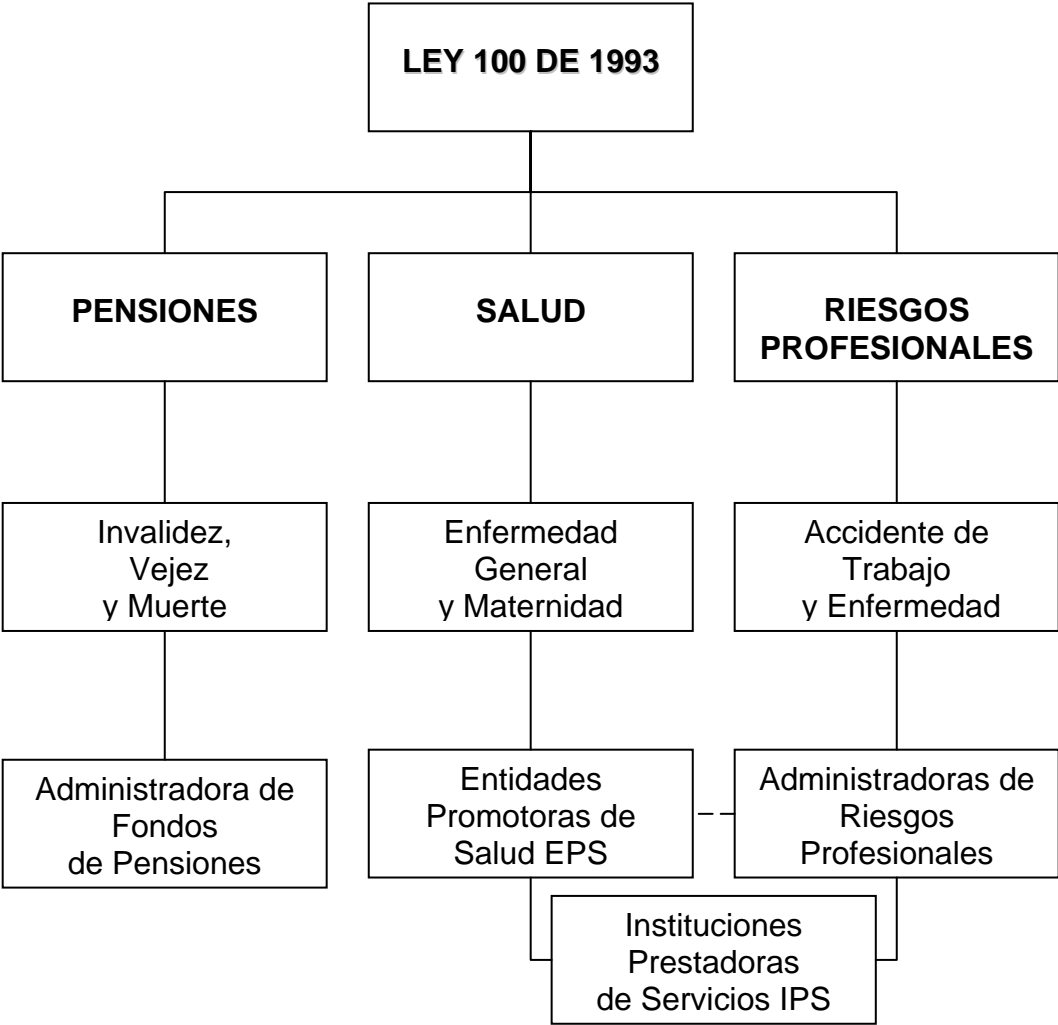 LEY 100 DE 1993
PENSIONES
SALUD
RIESGOS
PROFESIONALES
Invalidez,
Vejez
y Muerte
Enfermedad
General
y Maternidad
Accidente de
Trabajo
y Enfermedad
Administradora de
Fondos
de Pensiones
Entidades
Promotoras de
Salud EPS
Administradoras de
Riesgos
Profesionales
Instituciones
Prestadoras
de Servicios IPS